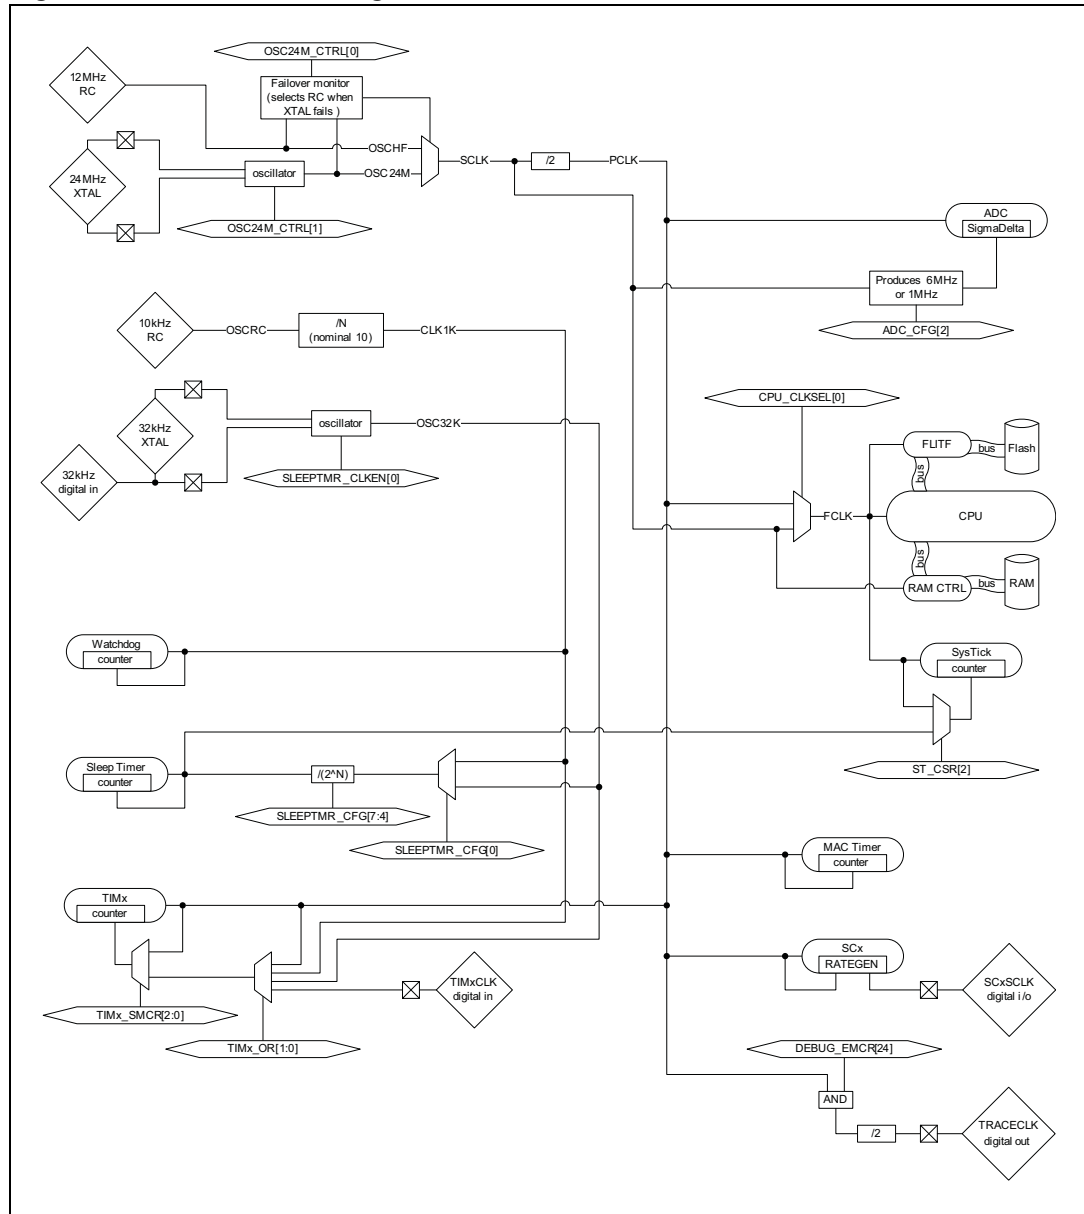 OSC24M_CTRL[0]
12MHz
RC
Failover monitor
(selects RC when
XTAL fails )
OSCHF
SCLK
/2
PCLK
24MHz
XTAL
oscillator
OSC24M
OSC24M_CTRL[1]
ADC
SigmaDelta
Produces 6MHz
or 1MHz
ADC_CFG[2]
10kHz
RC
OSCRC
/N
(nominal 10)
CLK1K
CPU_CLKSEL[0]
32kHz
XTAL
oscillator
OSC32K
SLEEPTMR_CLKEN[0]
32kHz
digital in
FLITF
bus
Flash
bus
FCLK
CPU
bus
RAM CTRL
bus
RAM
Watchdog
counter
SysTick
counter
ST_CSR[2]
Sleep Timer
counter
/(2^N)
SLEEPTMR_CFG[7:4]
SLEEPTMR_CFG[0]
MAC Timer
counter
TIMx
counter
SCx
RATEGEN
SCxSCLK
digital i/o
TIMxCLK
digital in
TIMx_SMCR[2:0]
TIMx_OR[1:0]
DEBUG_EMCR[24]
AND
/2
TRACECLK
digital out